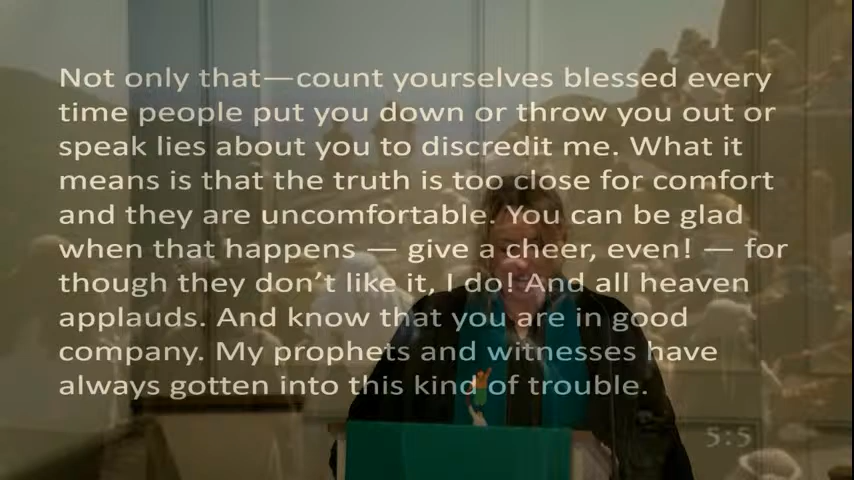 Not only that—count yourselves blessed every
time people put you down or throw you out or
speak lies about you to discredit me. What it
means is that the truth is too close for comfort
and they are uncomfortable. You can be glad
when that happens — give a cheer, even! — for
though they don’t like it, I do! And all heaven
applauds. And know that you are in good
company. My prophets and witnesses have
always gotten into this kind of trouble.
5:5